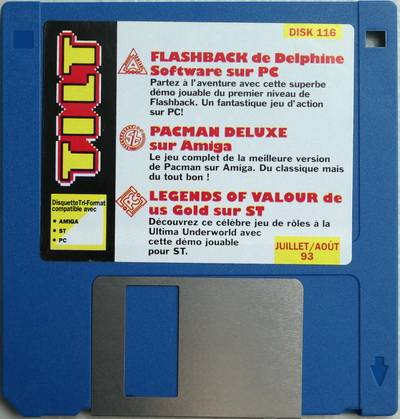 DISK 116
TILT
FLASHBACK de Delphine
Software sur PC
Partez à l'aventure avec cette superbe
démo jouable du premier niveau de
Flashback. Un fantastique jeu d'action
sur PC!
PACMAN DELUXE
sur Amiga
Le jeu complet de la meilleure version
de Pacman sur Amiga. Du classique mais
du tout bon !
LEGENDS OF VALOUR de
us Gold sur ST
Découvrez ce célèbre jeu de rôles à la
Ultima Underworld avec
cette démo jouable
pour ST.
Disquette Tri-Format
compatible avec
• AMIGA
• ST
• PC
JUILLET/AOÛT
93